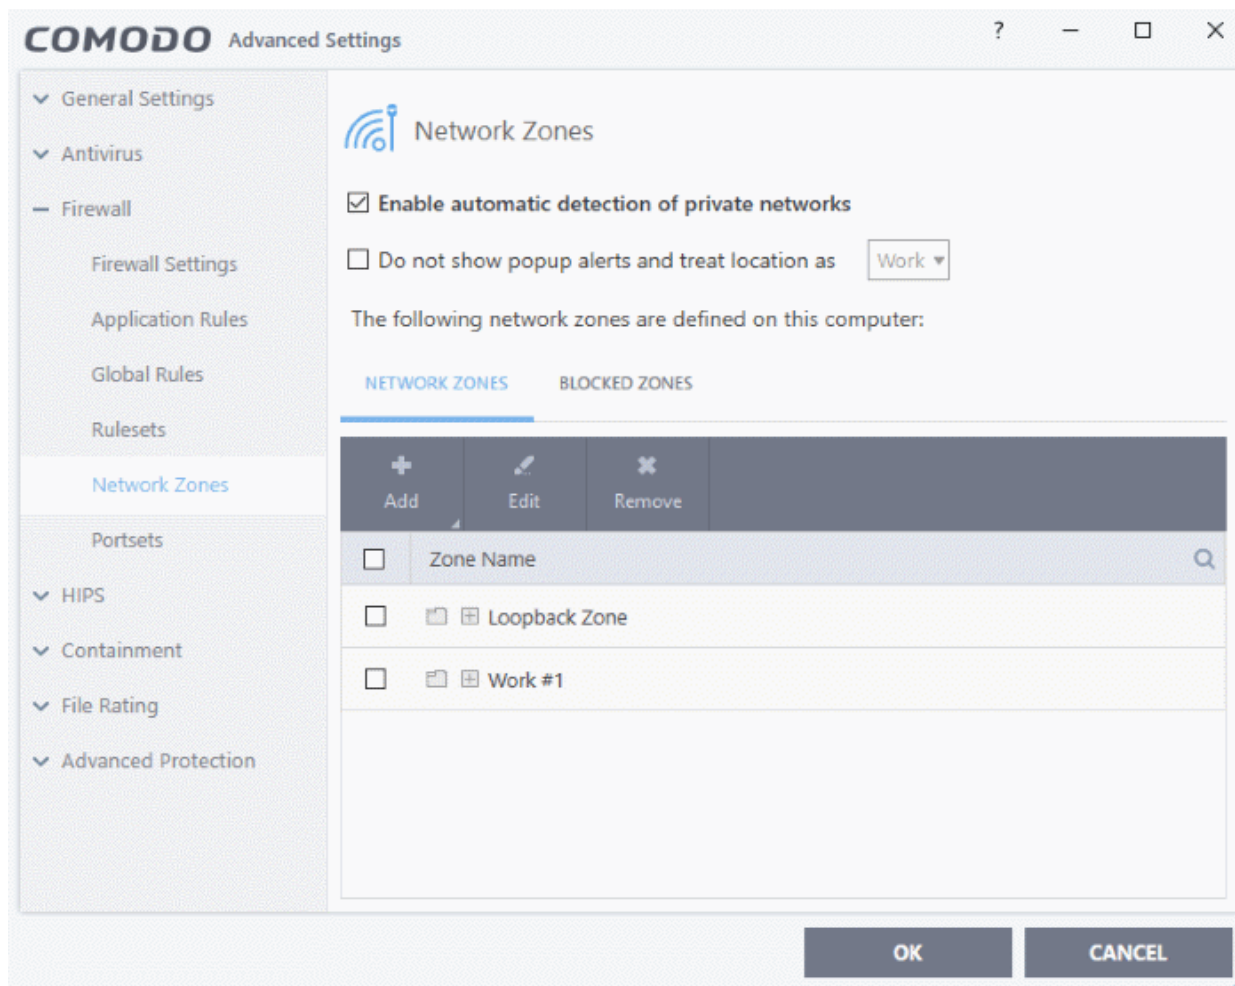 COMODO Advanced Settings ?
General Settings
Antivirus
Firewall
Firewall Settings
Application Rules
Global Rules
Rulesets
Network Zones
Portsets
HIPS
Containment
File Rating
Advanced Protection
Network Zones
Enable automatic detection of private networks
Do not show popup alerts and treat location as Work
The following network zones are defined on this computer:
NETWORK ZONES BLOCKED ZONES
Add Edit Remove
Zone Name
Loopback Zone
Work #1
OK CANCEL